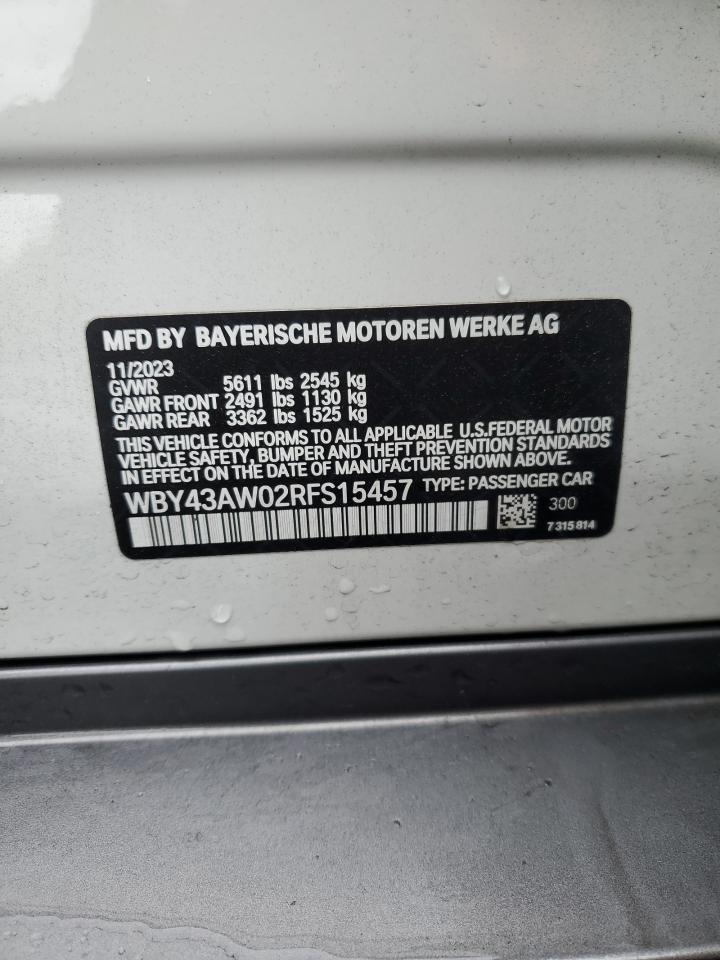 MFD BY BAYERISCHE MOTOREN WERKE AG
11/2023
GVWR 5611 lbs 2545 kg
GAWR FRONT 2491 lbs 1130 kg
GAWR REAR 3362 lbs 1525 kg
THIS VEHICLE CONFORMS TO ALL APPLICABLE U.S.FEDERAL MOTOR
VEHICLE SAFETY, BUMPER AND THEFT PREVENTION STANDARDS
IN EFFECT ON THE DATE OF MANUFACTURE SHOWN ABOVE.
WBY43AW02RFS15457 TYPE: PASSENGER CAR
300
7 315 814